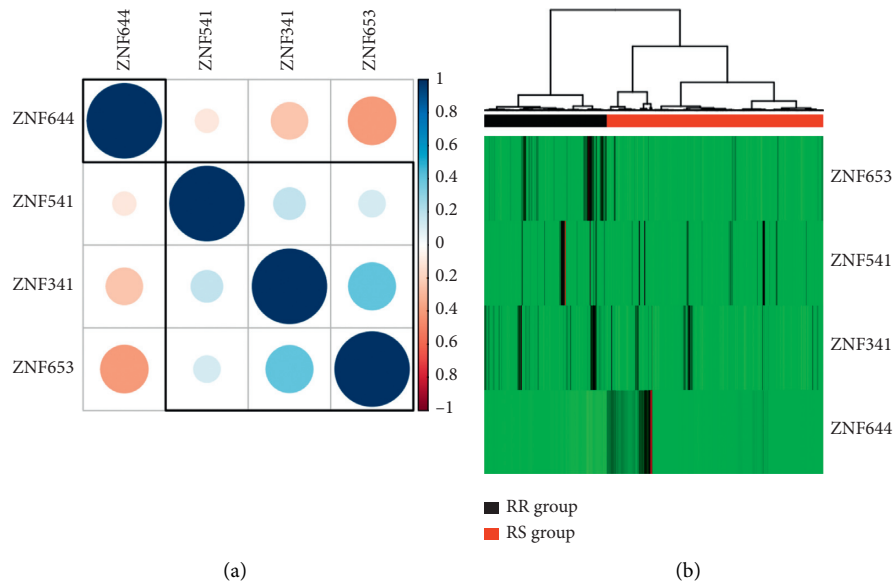 ZNF644
ZNF541
ZNF341
ZNF653
ZNF644
ZNF541
ZNF341
ZNF653
1
0.8
0.6
0.4
0.2
0
0.2
0.4
0.6
0.8
–1
(a)
ZNF653
ZNF541
ZNF341
ZNF644
RR group
RS group
(b)